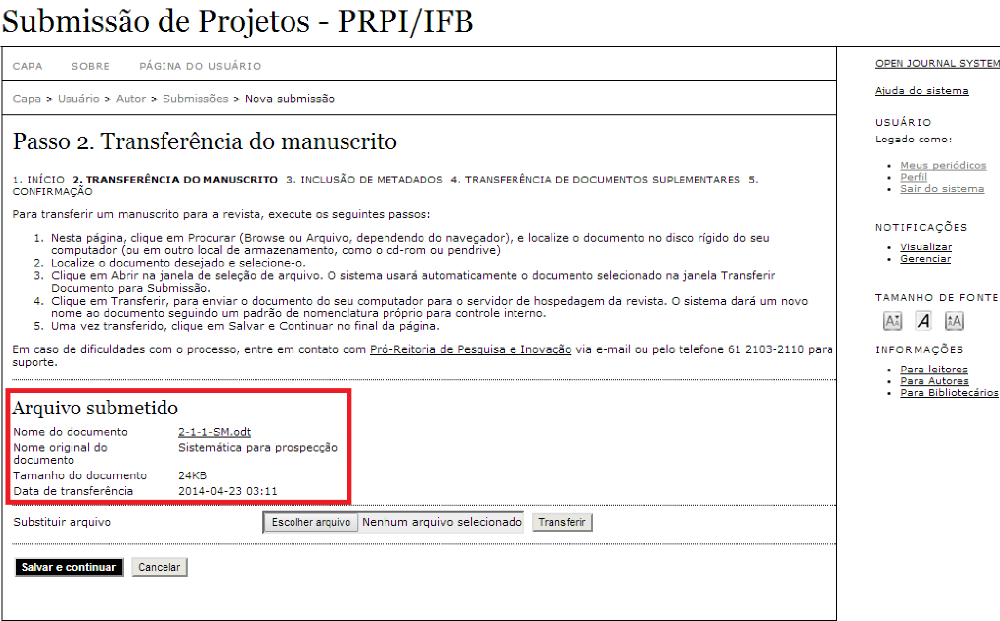 Submissão de Projetos - PRPI/IFB
CAPA SOBRE PÁGINA DO USUÁRIO
Capa > Usuário > Autor > Submissões > Nova submissão
Passo 2. Transferência do manuscrito
1. INÍCIO 2. TRANSFERÊNCIA DO MANUSCRITO 3. INCLUSÃO DE METADADOS 4. TRANSFERÊNCIA DE DOCUMENTOS SUPLEMENTARES 5.
CONFIRMAÇÃO
Para transferir um manuscrito para a revista, execute os seguintes passos:
1. Nesta página, clique em Procurar (Browse ou Arquivo, dependendo do navegador), e localize o documento no disco rígido do seu
computador (ou em outro local de armazenamento, como o cd-rom ou pendrive)
2. Localize o documento desejado e selecione-o.
3. Clique em Abrir na janela de seleção de arquivo. O sistema usará automaticamente o documento selecionado na janela Transferir
Documento para Submissão.
4. Clique em Transferir, para enviar o documento do seu computador para o servidor de hospedagem da revista. O sistema dará um novo
nome ao documento seguindo um padrão de nomenclatura próprio para controle interno.
5. Uma vez transferido, clique em Salvar e Continuar no final da página.
Em caso de dificuldades com o processo, entre em contato com Pró-Reitoria de Pesquisa e Inovação via e-mail ou pelo telefone 61 2103-2110 para
suporte.
Arquivo submetido
Nome do documento 2-1-1-SM.odt
Nome original do Sistemática para prospecção
documento
Tamanho do documento 24KB
Data de transferência 2014-04-23 03:11
Substituir arquivo Escolher arquivo Nenhum arquivo selecionado Transferir
Salvar e continuar Cancelar
OPEN JOURNAL SYSTEM
Ajuda do sistema
USUÁRIO
Logado como:
• Meus periódicos
• Perfil
• Sair do sistema
NOTIFICAÇÕES
• Visualizar
• Gerenciar
TAMANHO DE FONTE
INFORMAÇÕES
• Para leitores
• Para Autores
• Para Bibliotecários